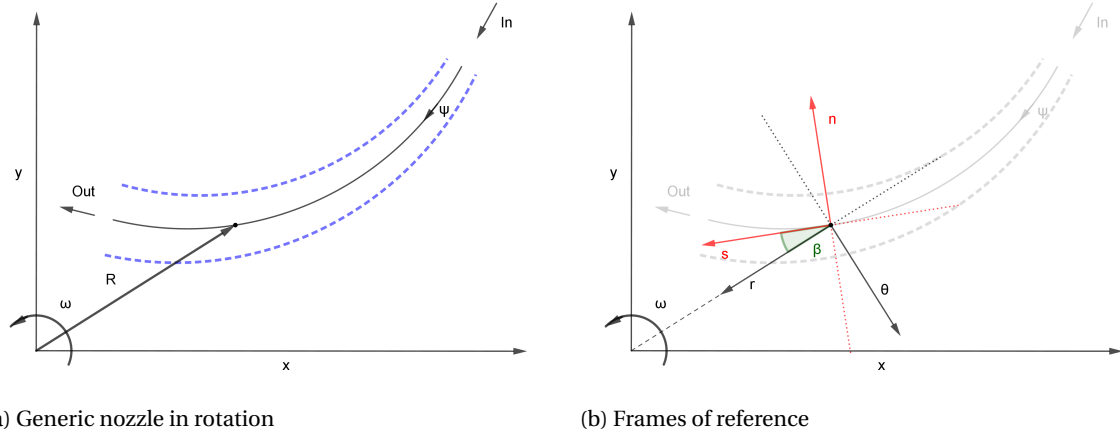 In
ψ
y
Out
R
ω
x
(a) Generic nozzle in rotation
In
n
ψ
y
Out
s
β
r
θ
ω
x
(b) Frames of reference